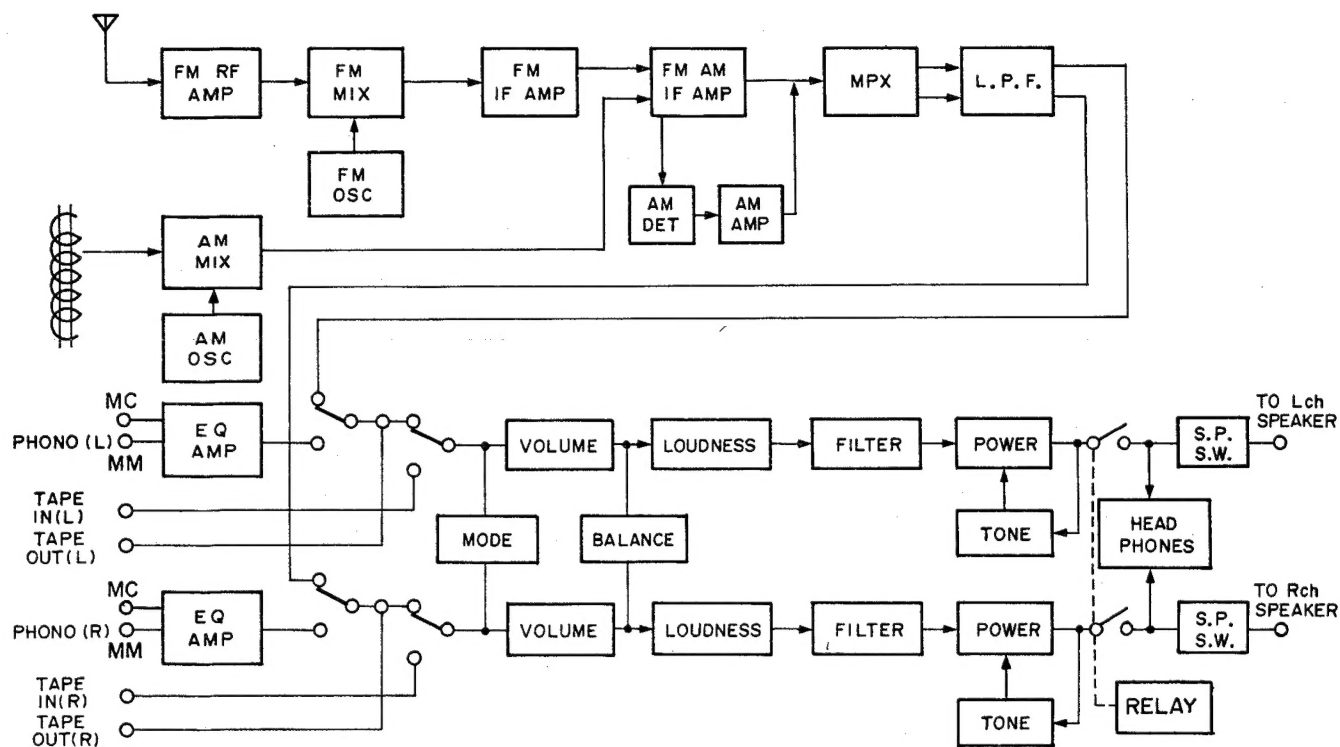 FM RF
AMP
FM
MIX
FM
IF AMP
FM AM
IF AMP
MPX
L. P. F.
FM
OSC
AM
DET
AM
AMP
AM
MIX
AM
OSC
MC
PHONO (L)
MM
EQ
AMP
TAPE
IN(L)
TAPE
OUT(L)
MODE
VOLUME
BALANCE
LOUDNESS
FILTER
POWER
TONE
HEAD
PHONES
S.P.
S.W.
TO Lch
SPEAKER
MC
PHONO (R)
MM
EQ
AMP
TAPE
IN(R)
TAPE
OUT(R)
VOLUME
LOUDNESS
FILTER
POWER
TONE
S.P.
S.W.
TO Rch
SPEAKER
RELAY